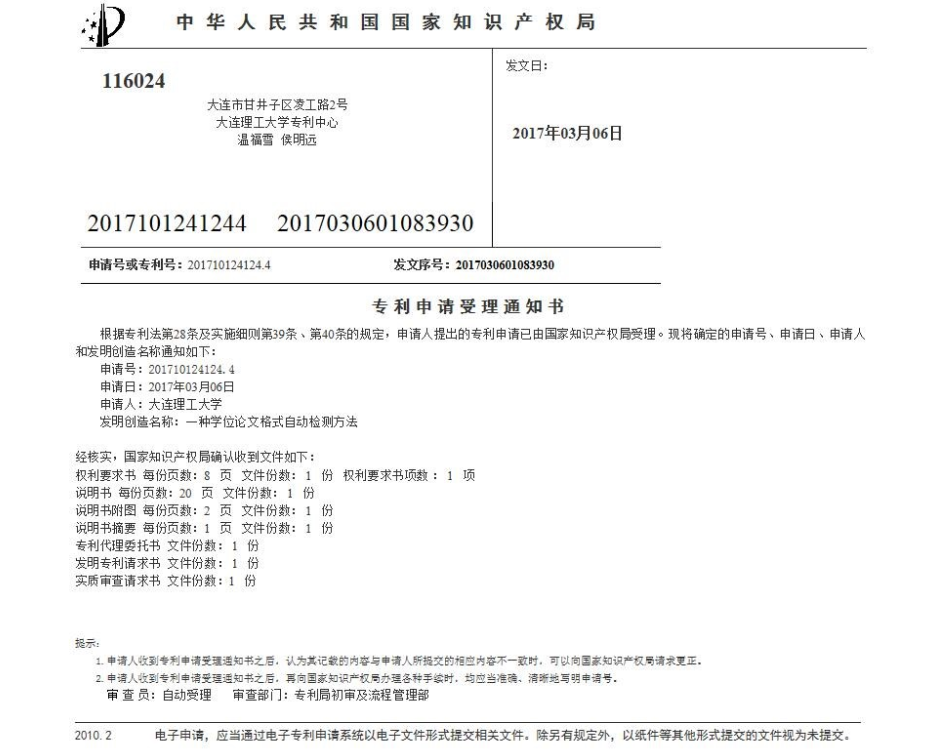 中华人民共和国国家知识产权局
116024
大连市甘井子区凌工路2号
大连理工大学专利中心
温福雪 侯明远
发文日：
2017年03月06日
2017101241244 2017030601083930
申请号或专利号：201710124124.4 发文序号：2017030601083930
专利申请受理通知书
根据专利法第28条及实施细则第39条、第40条的规定，申请人提出的专利申请已由国家知识产权局受理。现将确定的申请号、申请日、申请人
和发明创造名称通知如下：
申请号：201710124124.4
申请日：2017年03月06日
申请人：大连理工大学
发明创造名称：一种学位论文格式自动检测方法
经核实，国家知识产权局确认收到文件如下：
权利要求书 每份页数：8 页 文件份数：1 份 权利要求书项数：1 项
说明书 每份页数：20 页 文件份数：1 份
说明书附图 每份页数：2 页 文件份数：1 份
说明书摘要 每份页数：1 页 文件份数：1 份
专利代理委托书 文件份数：1 份
发明专利请求书 文件份数：1 份
实质审查请求书 文件份数：1 份
提示：
1. 申请人收到专利申请受理通知书之后，认为其记载的内容与申请人所提交的相应内容不一致时，可以向国家知识产权局请求更正。
2. 申请人收到专利申请受理通知书之后，再向国家知识产权局办理各种手续时，均应当准确、清晰地写明申请号。
审 查 员：自动受理 审查部门：专利局初审及流程管理部
2010. 2 电子申请，应当通过电子专利申请系统以电子文件形式提交相关文件。除另有规定外，以纸件等其他形式提交的文件视为未提交。